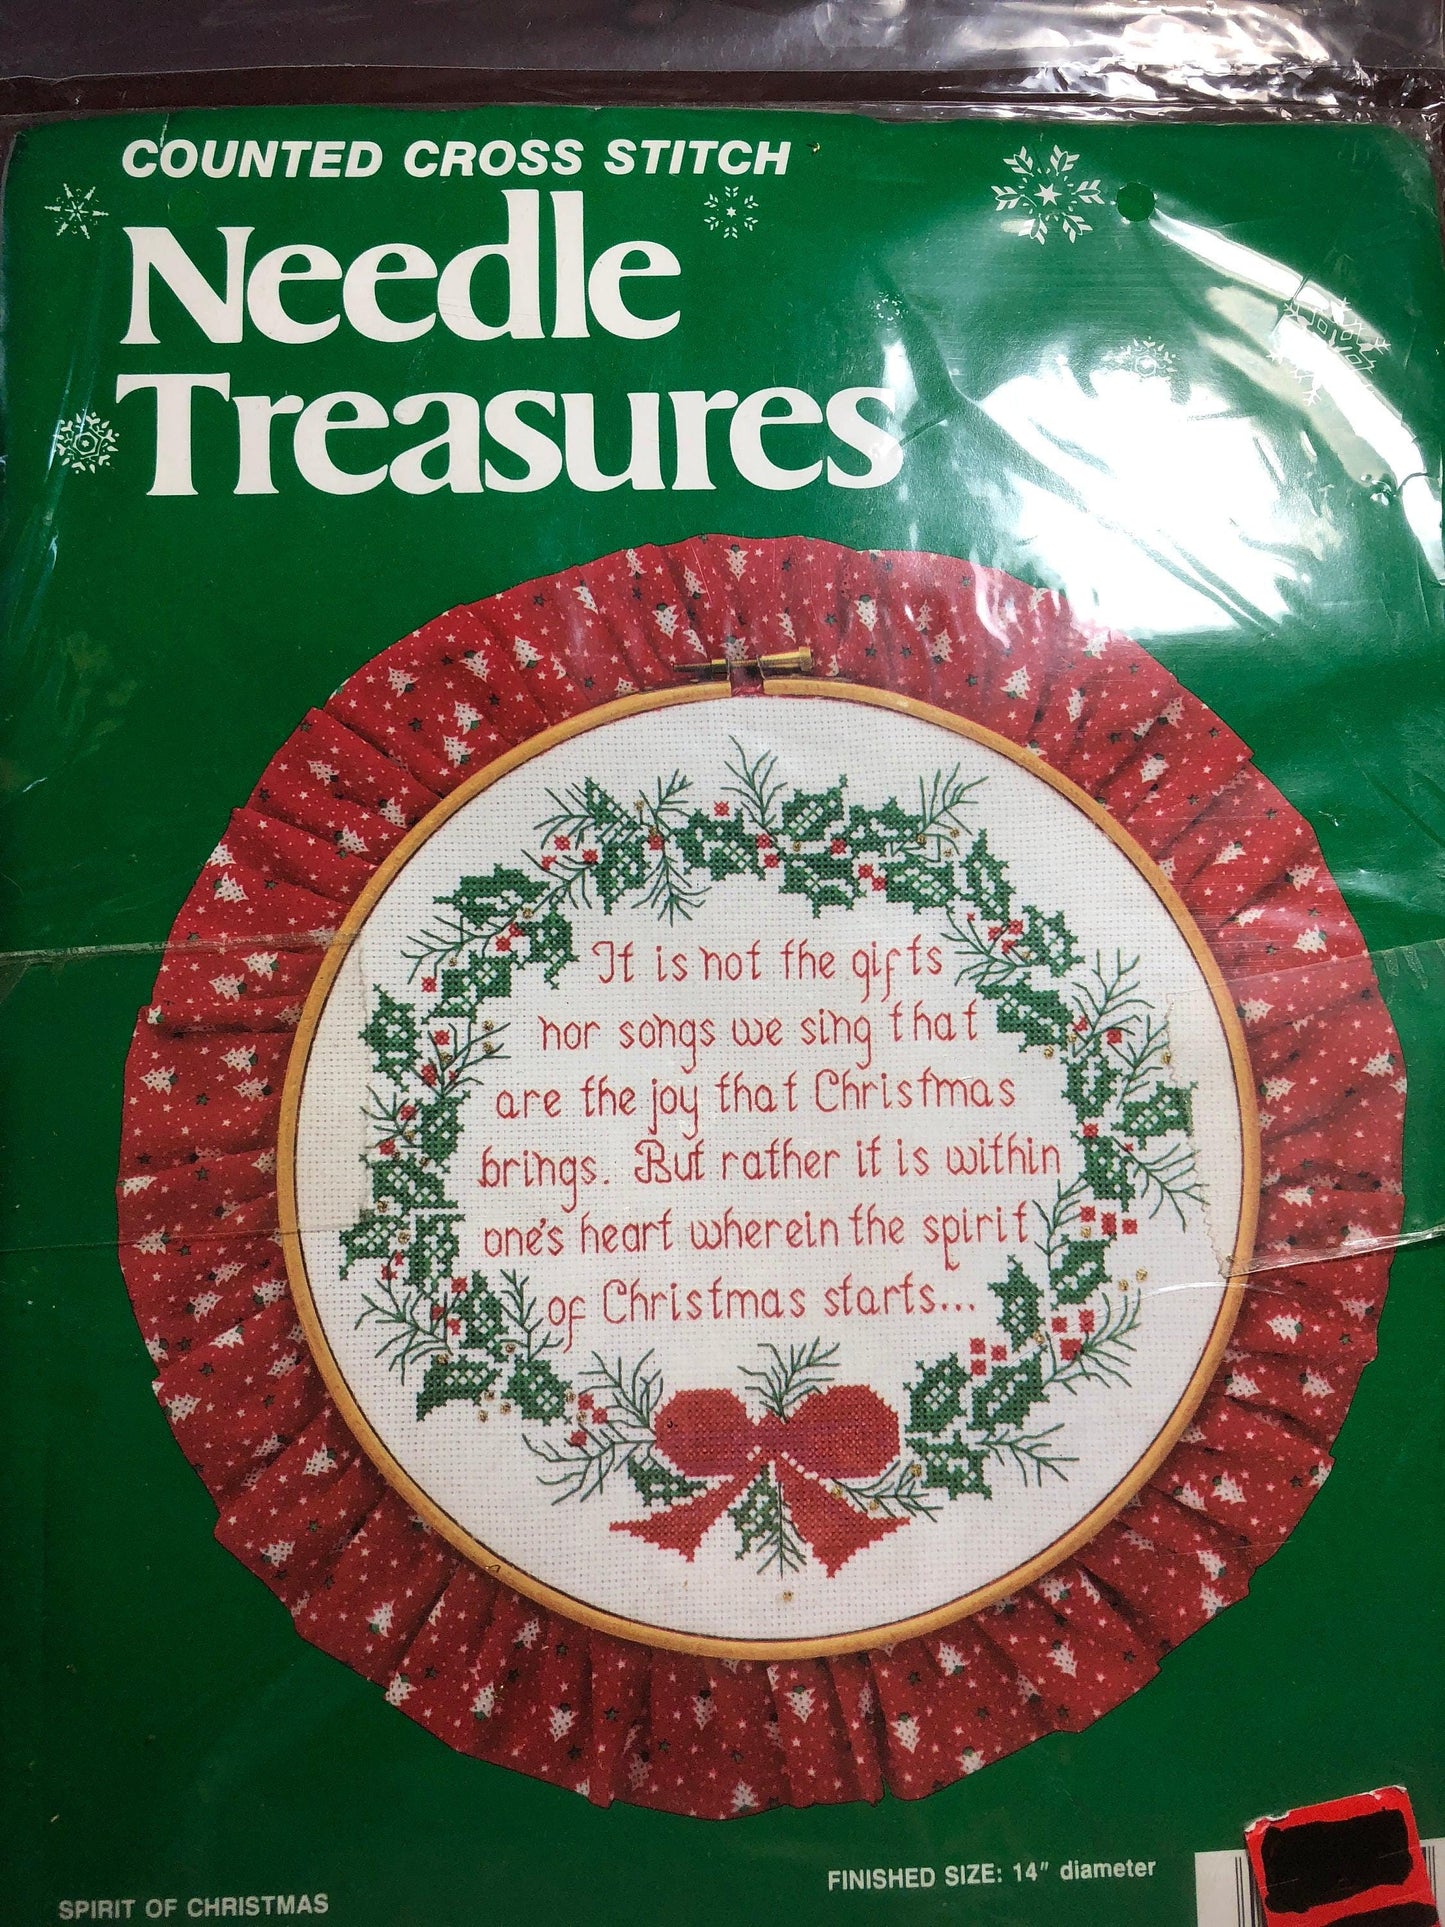 COUNTED CROSS STITCH
Needle
Treasures
It is not the gifts
nor songs we sing that
are the joy that Christmas
brings. But rather it is within
one's heart wherein the spirit
of Christmas starts...
FINISHED SIZE: 14" diameter
SPIRIT OF CHRISTMAS